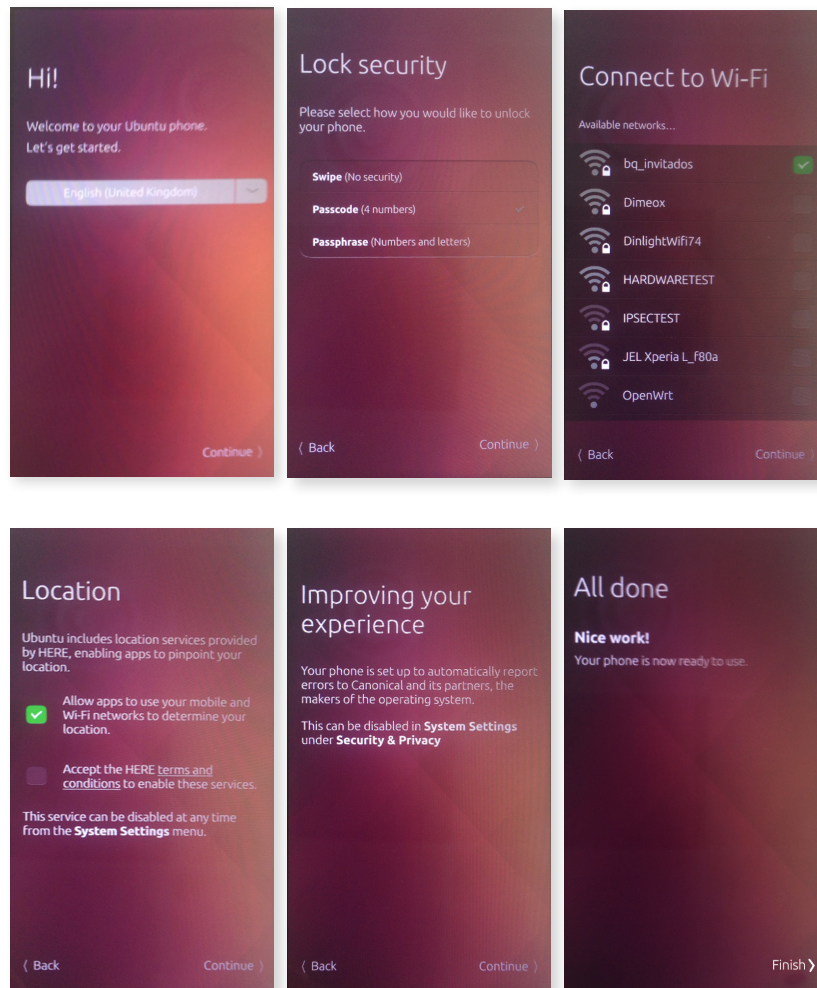 Hi!
Welcome to your Ubuntu phone.
Let's get started.
English (United Kingdom)
Continue
Lock security
Please select how you would like to unlock
your phone.
Swipe (No security)
Passcode (4 numbers)
Passphrase (Numbers and letters)
Back
Continue
Connect to Wi-Fi
Available networks...
bq_invitados
Dimeox
DinlightWifi74
HARDWARETEST
IPSECTEST
JEL Xperia L_f80a
OpenWrt
Back
Continue
Location
Ubuntu includes location services provided
by HERE, enabling apps to pinpoint your
location.
Allow apps to use your mobile and
Wi-Fi networks to determine your
location.
Accept the HERE terms and
conditions to enable these services.
This service can be disabled at any time
from the System Settings menu.
Back
Continue
Improving your
experience
Your phone is set up to automatically report
errors to Canonical and its partners, the
makers of the operating system.
This can be disabled in System Settings
under Security & Privacy
Back
Continue
All done
Nice work!
Your phone is now ready to use.
Finish